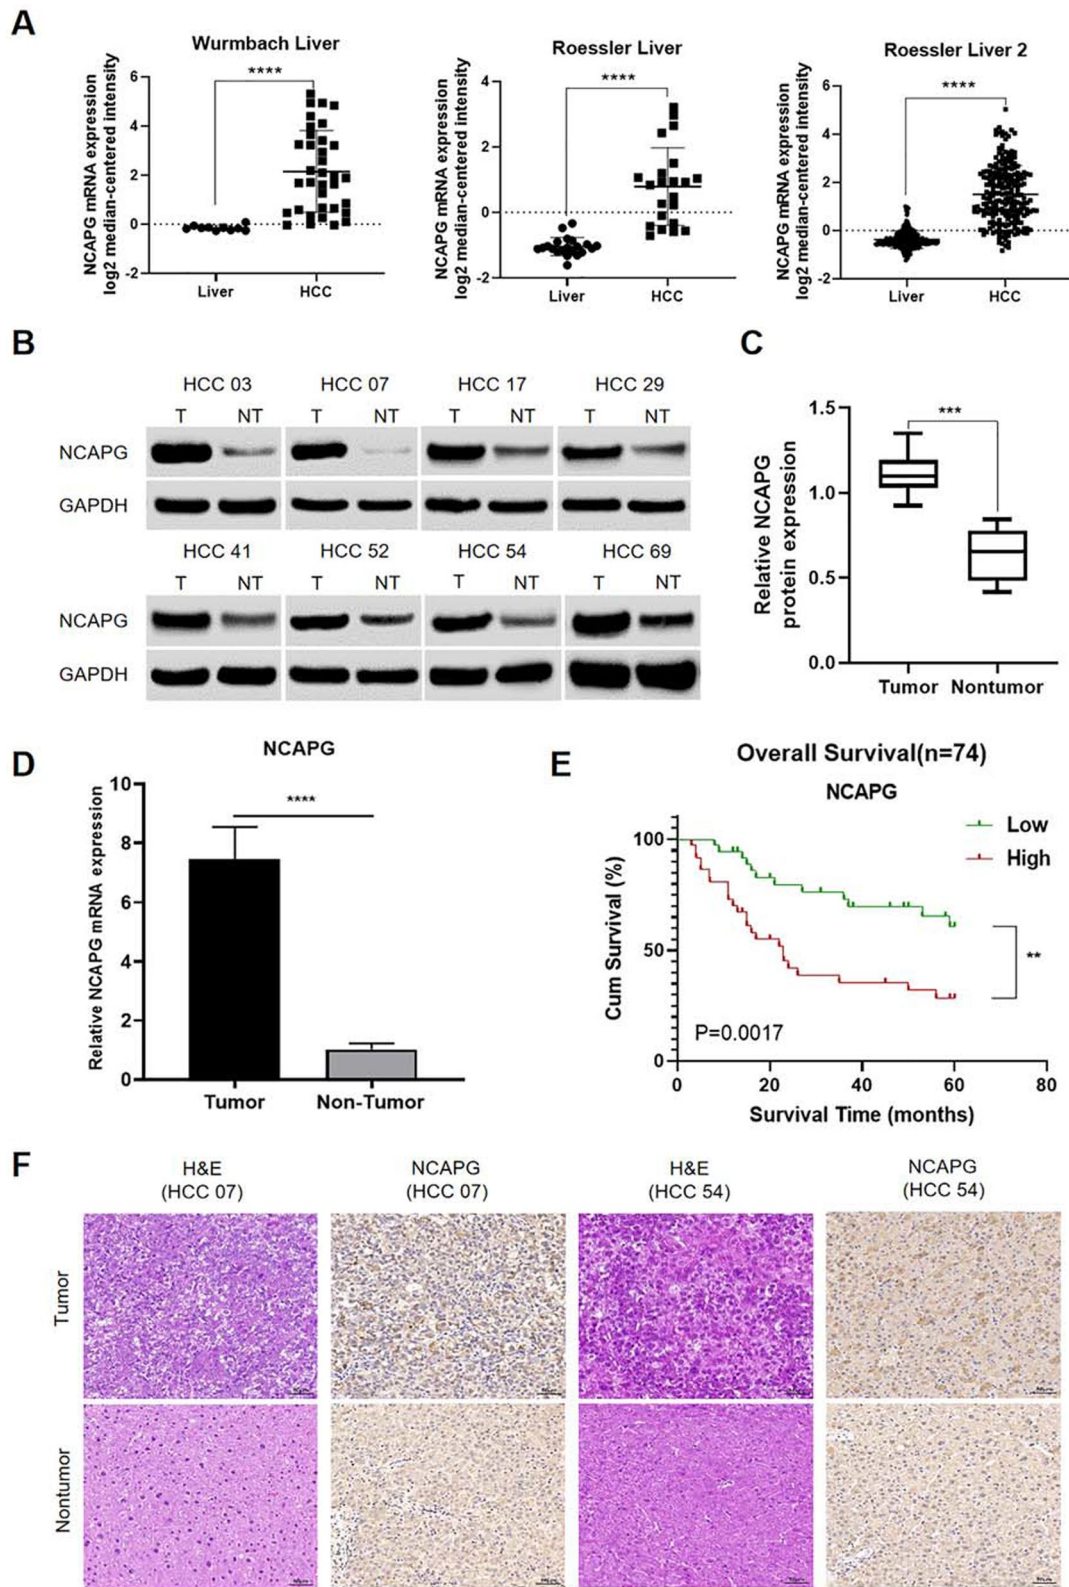 A
Wurmbach Liver
NCAPG mRNA expression
log2 median-centered intensity
6
4
2
0
-2
****
Liver
HCC
Roessler Liver
NCAPG mRNA expression
log2 median-centered intensity
4
2
0
-2
****
Liver
HCC
Roessler Liver 2
NCAPG mRNA expression
log2 median-centered intensity
6
4
2
0
-2
****
Liver
HCC
B
HCC 03 HCC 07 HCC 17 HCC 29
T NT T NT T NT T NT
NCAPG
GAPDH
HCC 41 HCC 52 HCC 54 HCC 69
T NT T NT T NT T NT
NCAPG
GAPDH
C
Relative NCAPG
protein expression
1.5
1.0
0.5
0.0
***
Tumor Nontumor
D
NCAPG
Relative NCAPG mRNA expression
10
8
6
4
2
0
****
Tumor
Non-Tumor
E
Overall Survival(n=74)
NCAPG
Low
High
Cum Survival (%)
100
50
0
**
P=0.0017
0 20 40 60 80
Survival Time (months)
F
H&E
(HCC 07)
NCAPG
(HCC 07)
H&E
(HCC 54)
NCAPG
(HCC 54)
Tumor
Nontumor